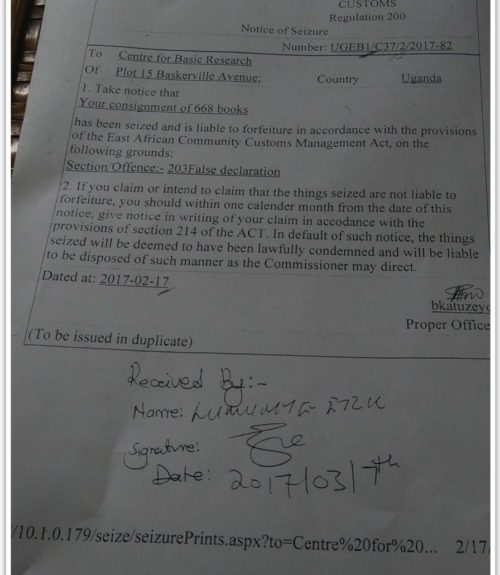 CUSTOMS
Regulation 200
Notice of Seizure
Number: UGEB1/C37/2/2017-82
To Centre for Basic Research
Of Plot 15 Baskerville Avenue; Country Uganda
1. Take notice that
Your consignment of 668 books
has been seized and is liable to forfeiture in accordance with the provisions
of the East African Community Customs Management Act, on the
following grounds:
Section/Offence:- 203False declaration
2. If you claim or intend to claim that the things seized are not liable to
forfeiture, you should within one calender month from the date of this
notice, give notice in writing of your claim in accodance with the
provisions of section 214 of the ACT. In default of such notice, the things
seized will be deemed to have been lawfully condemned and will be liable
to be disposed of such manner as the Commissioner may direct.
Dated at: 2017-02-17
bkatuzeyo
Proper Office
(To be issued in duplicate)
Received By:-
Name:
Signature:
Date: 2017/03/7th
/10.1.0.179/seize/seizurePrints.aspx?to=Centre%20for%20... 2/17/